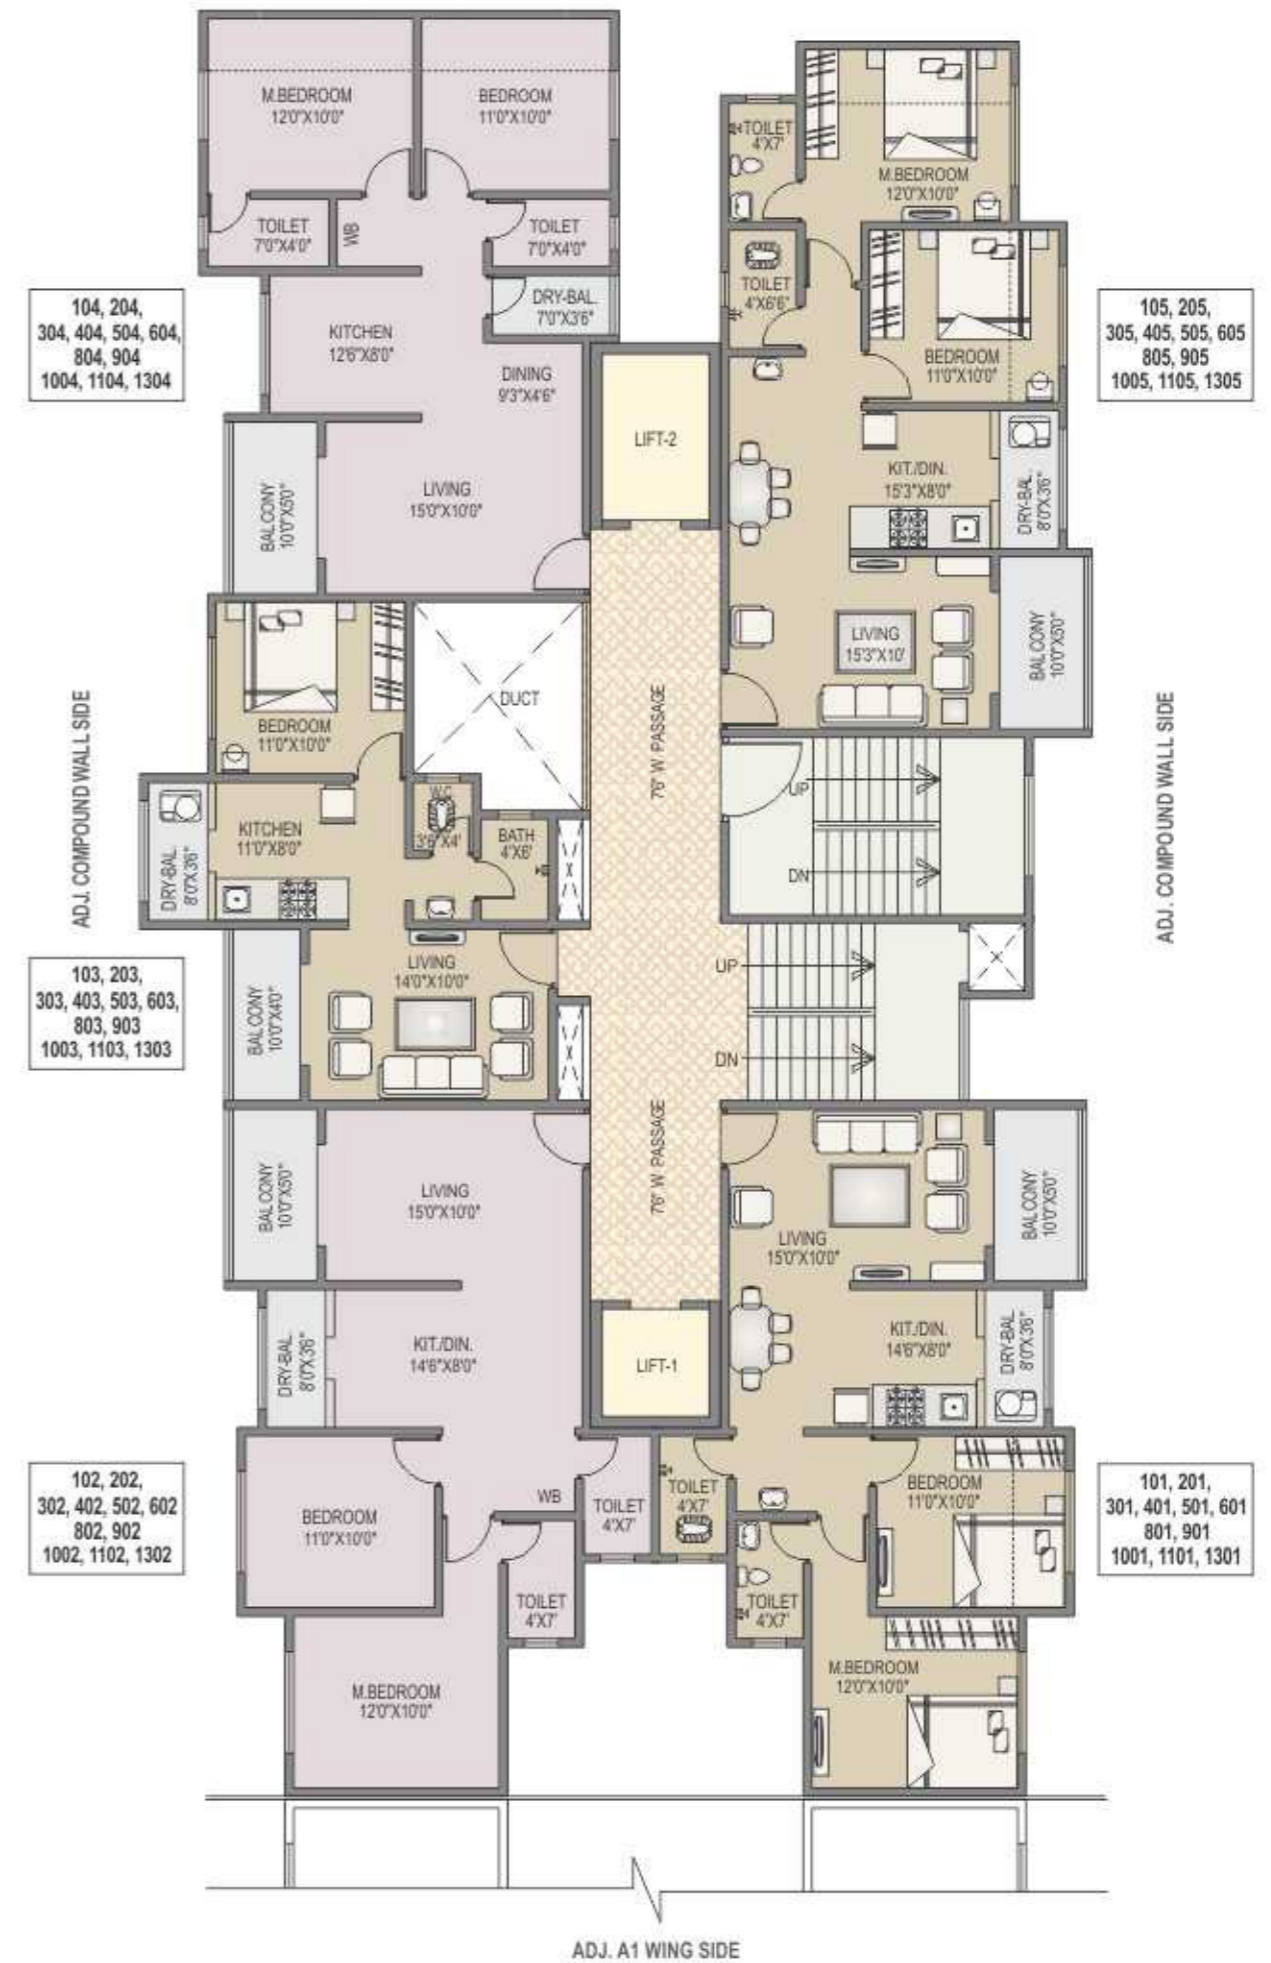 M.BEDROOM
12'0"X10'0"
BEDROOM
11'0"X10'0"
TOILET
7'0"X4'0"
WB
TOILET
7'0"X4'0"
DRY-BAL.
7'0"X3'6"
KITCHEN
12'6"X8'0"
DINING
9'3"X4'6"
LIVING
15'0"X10'0"
BALCONY
10'0"X5'0"
104, 204,
304, 404, 504, 604,
804, 904
1004, 1104, 1304
LIFT-2
TOILET
4'X7'
M.BEDROOM
12'0"X10'0"
TOILET
4'X6'6"
BEDROOM
11'0"X10'0"
KIT./DIN.
15'3"X8'0"
DRY-BAL.
8'0"X3'6"
LIVING
15'3"X10'
BALCONY
10'0"X5'0"
105, 205,
305, 405, 505, 605
805, 905
1005, 1105, 1305
ADJ. COMPOUND WALL SIDE
BEDROOM
11'0"X10'0"
DUCT
7'6" W PASSAGE
UP
DN
ADJ. COMPOUND WALL SIDE
KITCHEN
11'0"X8'0"
DRY-BAL.
8'0"X3'6"
W.C
3'6"X4'
BATH
4'X6'
LIVING
14'0"X10'0"
BALCONY
10'0"X4'0"
103, 203,
303, 403, 503, 603,
803, 903
1003, 1103, 1303
UP
DN
7'6" W PASSAGE
BALCONY
10'0"X5'0"
LIVING
15'0"X10'0"
DRY-BAL.
8'0"X3'6"
KIT./DIN.
14'6"X8'0"
LIFT-1
LIVING
15'0"X10'0"
BALCONY
10'0"X5'0"
KIT./DIN.
14'6"X8'0"
DRY-BAL.
8'0"X3'6"
102, 202,
302, 402, 502, 602
802, 902
1002, 1102, 1302
BEDROOM
11'0"X10'0"
WB
TOILET
4'X7'
TOILET
4'X7'
M.BEDROOM
12'0"X10'0"
TOILET
4'X7'
TOILET
4'X7'
BEDROOM
11'0"X10'0"
M.BEDROOM
12'0"X10'0"
101, 201,
301, 401, 501, 601
801, 901
1001, 1101, 1301
ADJ. A1 WING SIDE